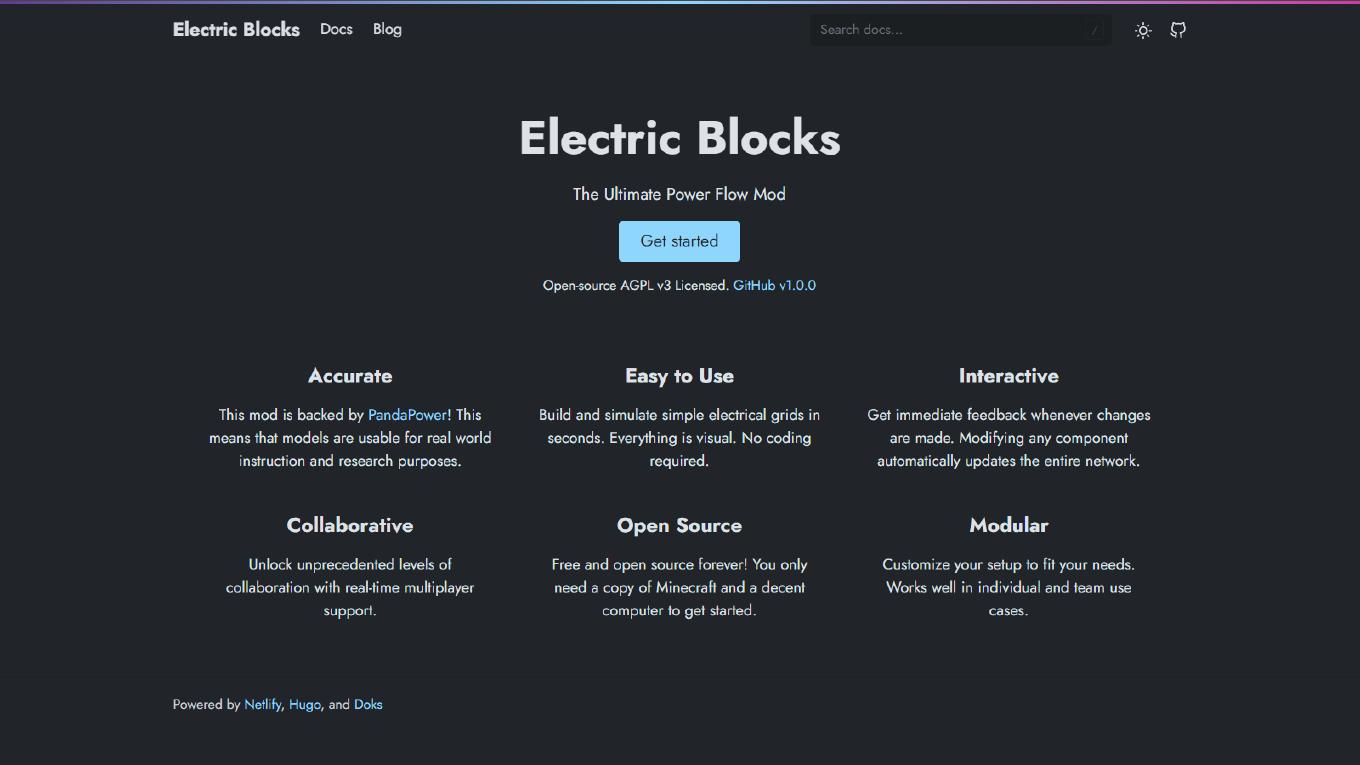 Electric Blocks Docs Blog Search docs... /
Electric Blocks
The Ultimate Power Flow Mod
Get started
Open-source AGPL v3 Licensed. GitHub v1.0.0
Accurate
This mod is backed by PandaPower! This
means that models are usable for real world
instruction and research purposes.
Easy to Use
Build and simulate simple electrical grids in
seconds. Everything is visual. No coding
required.
Interactive
Get immediate feedback whenever changes
are made. Modifying any component
automatically updates the entire network.
Collaborative
Unlock unprecedented levels of
collaboration with real-time multiplayer
support.
Open Source
Free and open source forever! You only
need a copy of Minecraft and a decent
computer to get started.
Modular
Customize your setup to fit your needs.
Works well in individual and team use
cases.
Powered by Netlify, Hugo, and Doks